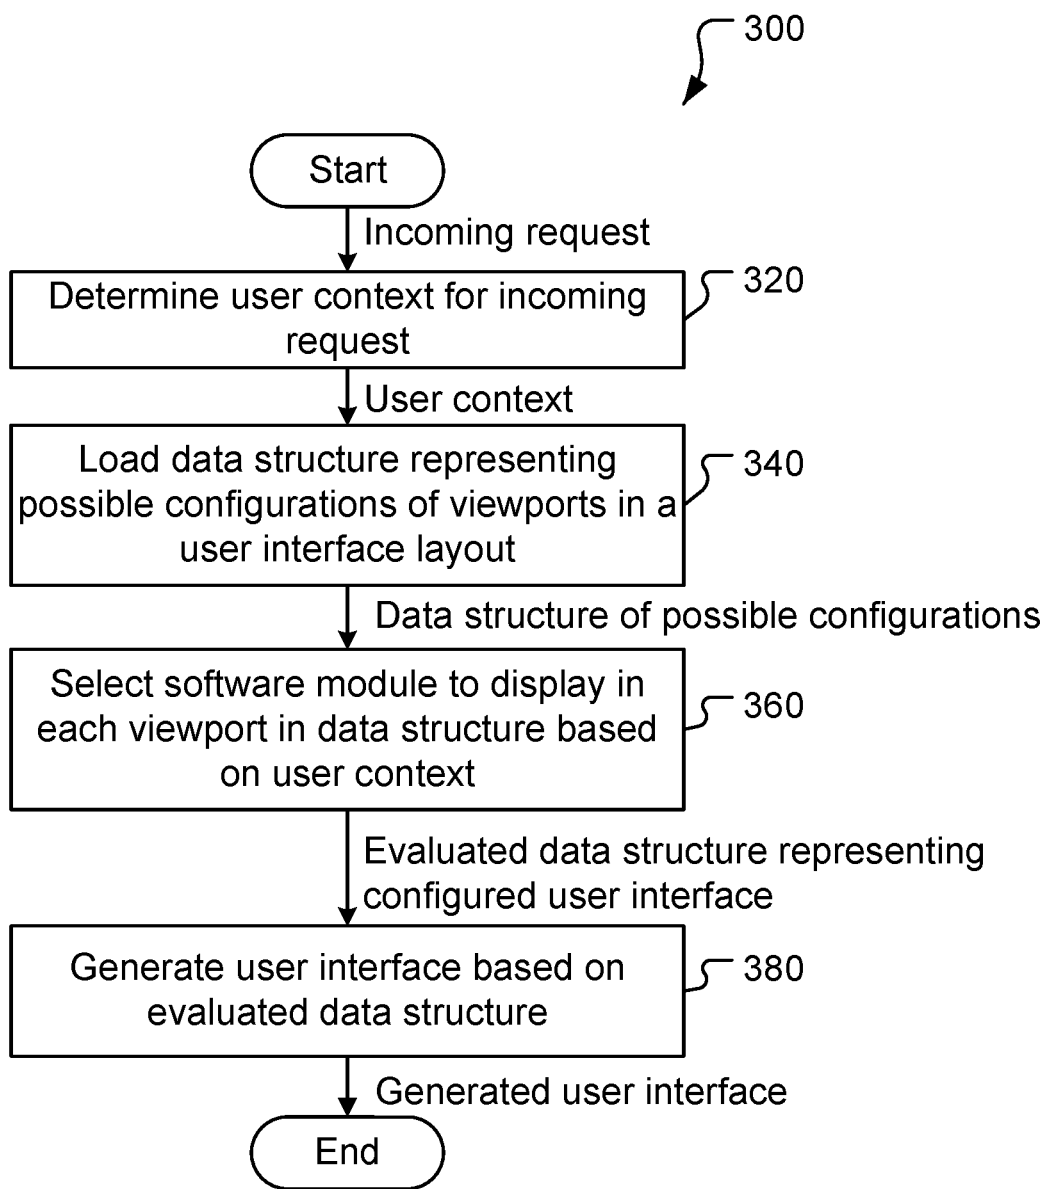 300
Start
Incoming request
Determine user context for incoming
request
320
User context
Load data structure representing
possible configurations of viewports in a
user interface layout
340
Data structure of possible configurations
Select software module to display in
each viewport in data structure based
on user context
360
Evaluated data structure representing
configured user interface
Generate user interface based on
evaluated data structure
380
Generated user interface
End